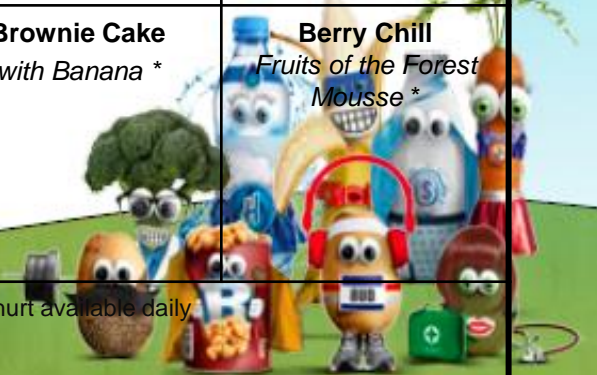 Brownie Cake
with Banana *
Berry Chill
Fruits of the Forest
Mousse *
hurt available daily